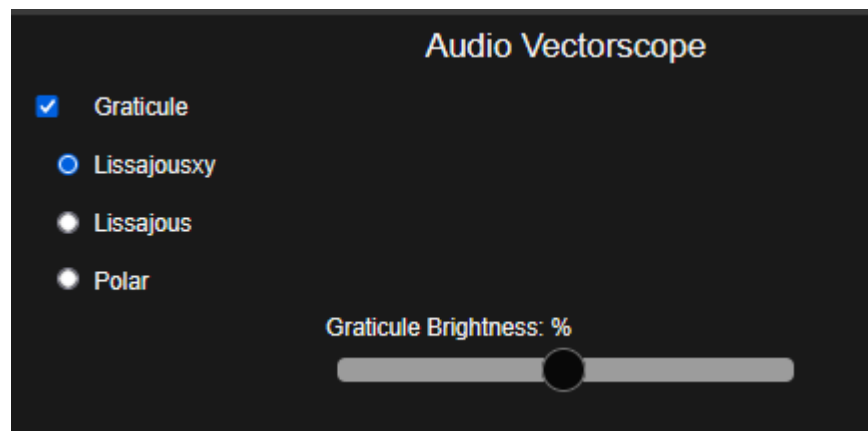 Audio Vectorscope
Graticule
Lissajousxy
Lissajous
Polar
Graticule Brightness: %